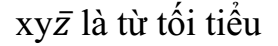 xyz̅ là từ tối tiểu